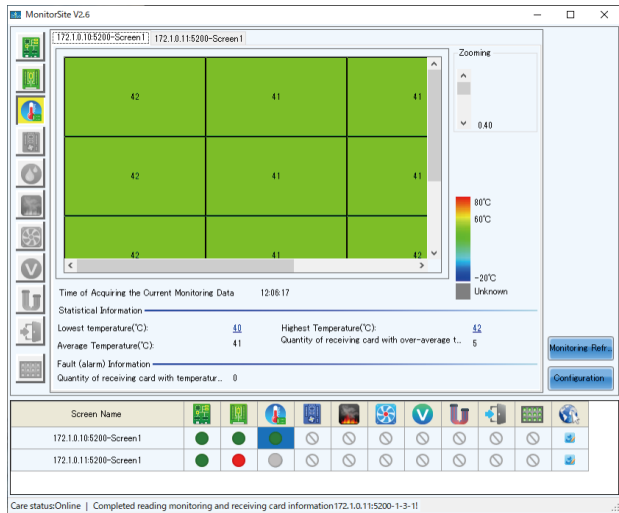 MonitorSite V2.6
172.1.0.10:5200-Screen1 172.1.0.11:5200-Screen1
Zooming
0.40
42 41 41
42 41 41
42 41 42
80℃
60℃
-20℃
Unknown
Time of Acquiring the Current Monitoring Data 12:06:17
Statistical Information
Lowest temperature(℃): 40 Highest Temperature(℃): 42
Average Temperature(℃): 41 Quantity of receiving card with over-average t... 5
Fault (alarm) Information
Quantity of receiving card with temperatur... 0
Monitoring Refr...
Configuration
Screen Name
172.1.0.10:5200-Screen1
172.1.0.11:5200-Screen1
Care status:Online | Completed reading monitoring and receiving card information172.1.0.11:5200-1-3-1!